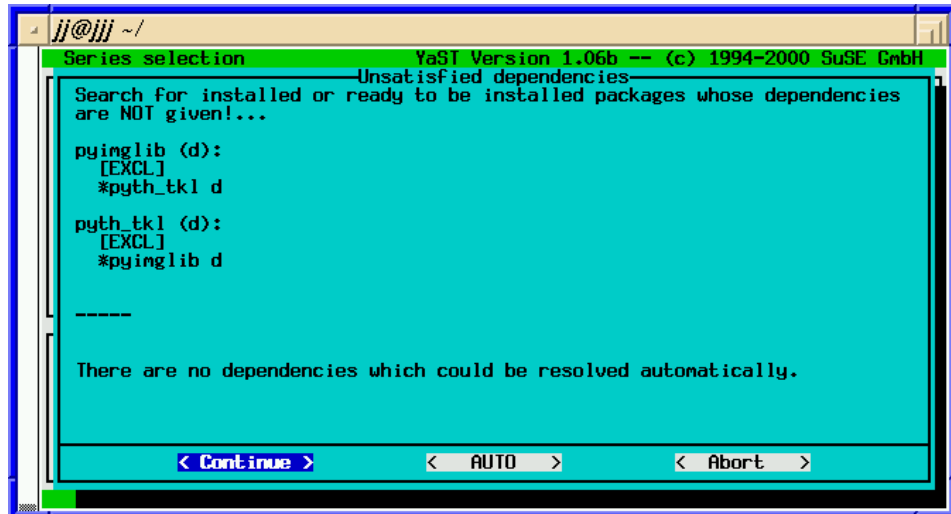 jj@jjj ~/
Series selection YaST Version 1.06b -- (c) 1994-2000 SuSE GmbH
Unsatisfied dependencies
Search for installed or ready to be installed packages whose dependencies
are NOT given!...
pyimglib (d):
[EXCL]
*pyth_tkl d
pyth_tkl (d):
[EXCL]
*pyimglib d
-----
There are no dependencies which could be resolved automatically.
< Continue > < AUTO > < Abort >